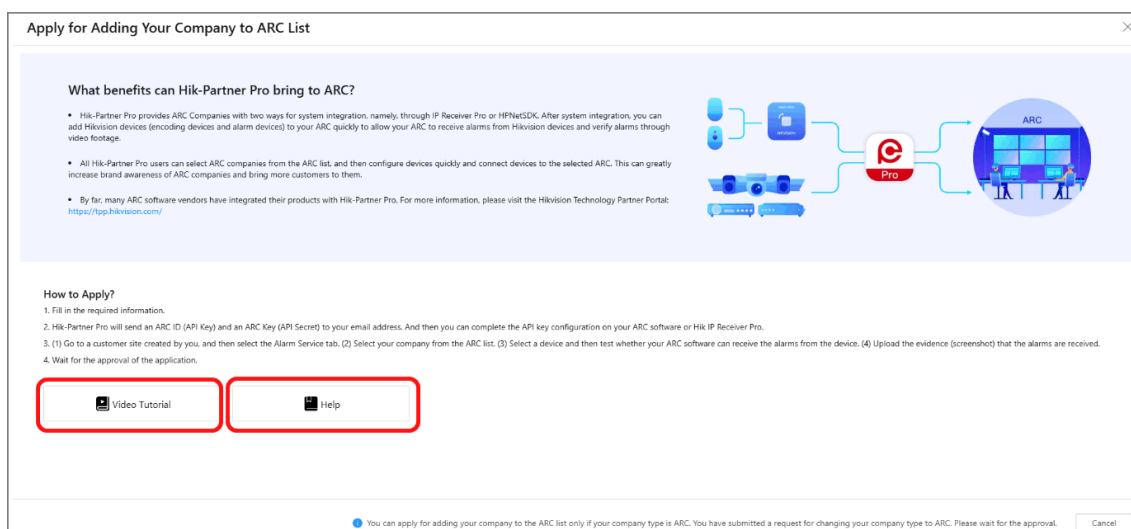 Apply for Adding Your Company to ARC List
What benefits can Hik-Partner Pro bring to ARC?
• Hik-Partner Pro provides ARC Companies with two ways for system integration, namely, through IP Receiver Pro or HPNetSDK. After system integration, you can
add Hikvision devices (encoding devices and alarm devices) to your ARC quickly to allow your ARC to receive alarms from Hikvision devices and verify alarms through
video footage.
• All Hik-Partner Pro users can select ARC companies from the ARC list, and then configure devices quickly and connect devices to the selected ARC. This can greatly
increase brand awareness of ARC companies and bring more customers to them.
• By far, many ARC software vendors have integrated their products with Hik-Partner Pro. For more information, please visit the Hikvision Technology Partner Portal:
https://tpp.hikvision.com/
Pro
ARC
How to Apply?
1. Fill in the required information.
2. Hik-Partner Pro will send an ARC ID (API Key) and an ARC Key (API Secret) to your email address. And then you can complete the API key configuration on your ARC software or Hik IP Receiver Pro.
3. (1) Go to a customer site created by you, and then select the Alarm Service tab. (2) Select your company from the ARC list. (3) Select a device and then test whether your ARC software can receive the alarms from the device. (4) Upload the evidence (screenshot) that the alarms are received.
4. Wait for the approval of the application.
Video Tutorial
Help
You can apply for adding your company to the ARC list only if your company type is ARC. You have submitted a request for changing your company type to ARC. Please wait for the approval.
Cancel